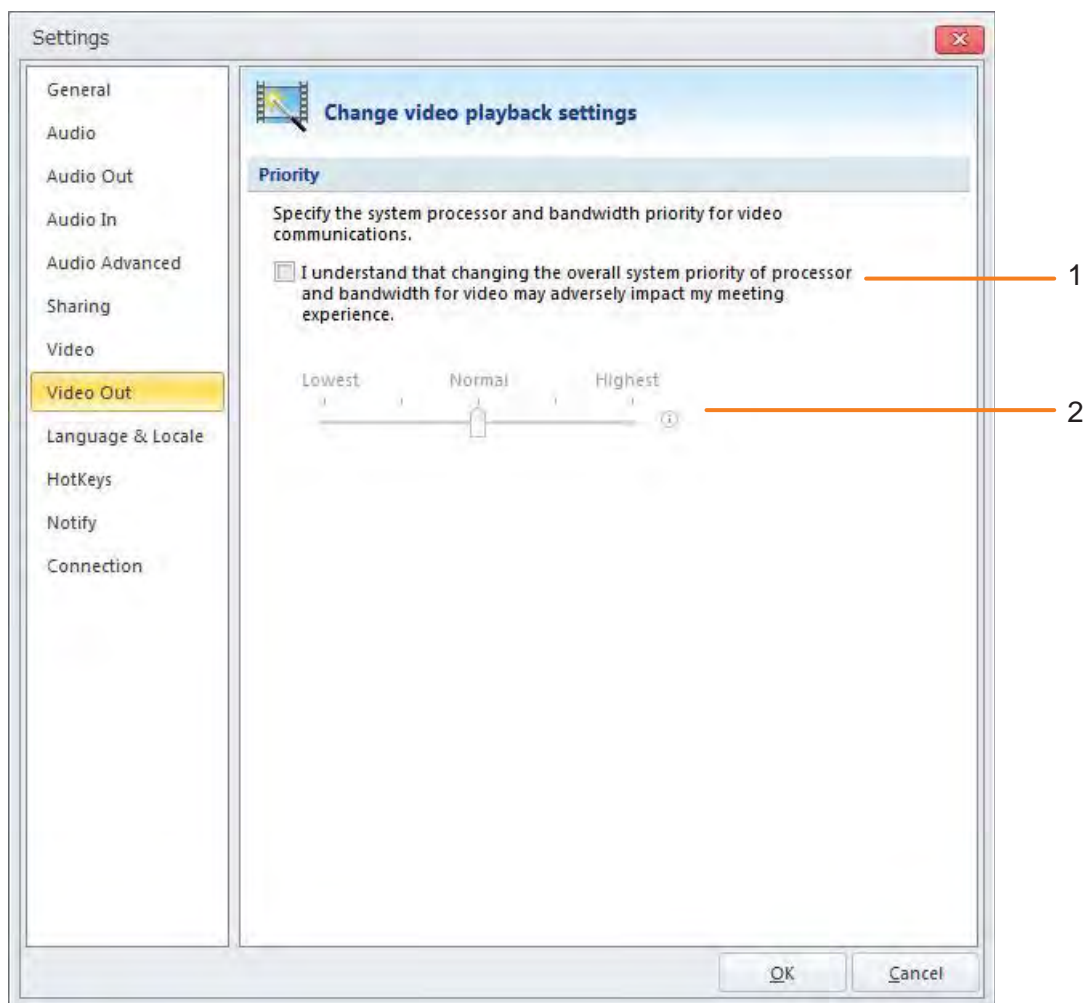 Settings
General
Audio
Audio Out
Audio In
Audio Advanced
Sharing
Video
Video Out
Language & Locale
HotKeys
Notify
Connection
Change video playback settings
Priority
Specify the system processor and bandwidth priority for video
communications.
I understand that changing the overall system priority of processor
and bandwidth for video may adversely impact my meeting
experience.
1
Lowest Normal Highest
2
OK Cancel